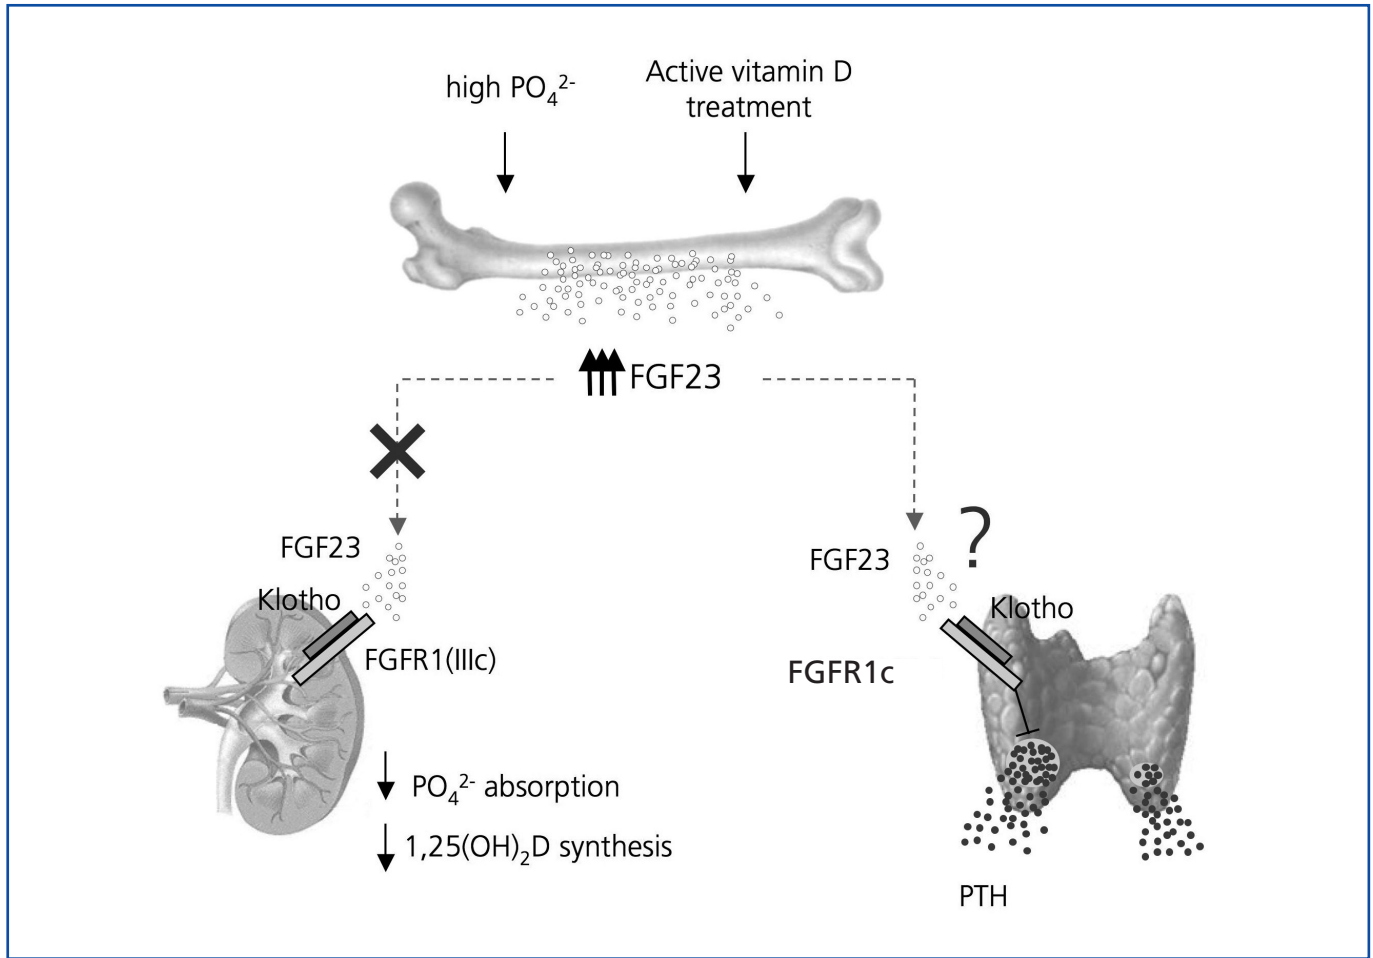 high PO₄²⁻
Active vitamin D
treatment
FGF23
FGF23
Klotho
FGFR1(IIIc)
PO₄²⁻ absorption
1,25(OH)₂D synthesis
?
FGF23
Klotho
FGFR1c
PTH